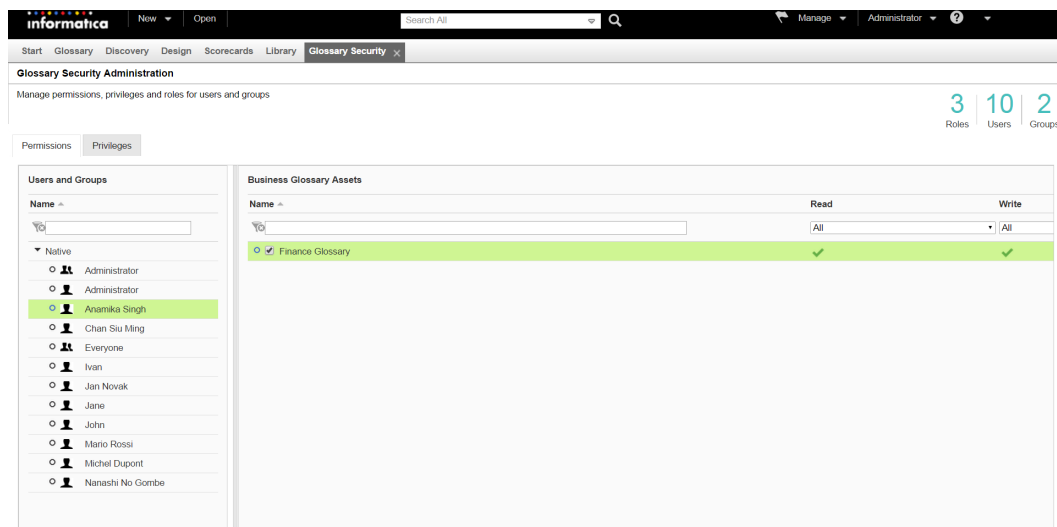 informatica New Open Search All Manage Administrator ?
Start Glossary Discovery Design Scorecards Library Glossary Security
Glossary Security Administration
Manage permissions, privileges and roles for users and groups
3 10 2
Roles Users Groups
Permissions Privileges
Users and Groups Business Glossary Assets
Name Name Read Write
All All
Native Finance Glossary
Administrator
Administrator
Anamika Singh
Chan Siu Ming
Everyone
Ivan
Jan Novak
Jane
John
Mario Rossi
Michel Dupont
Nanashi No Gombe